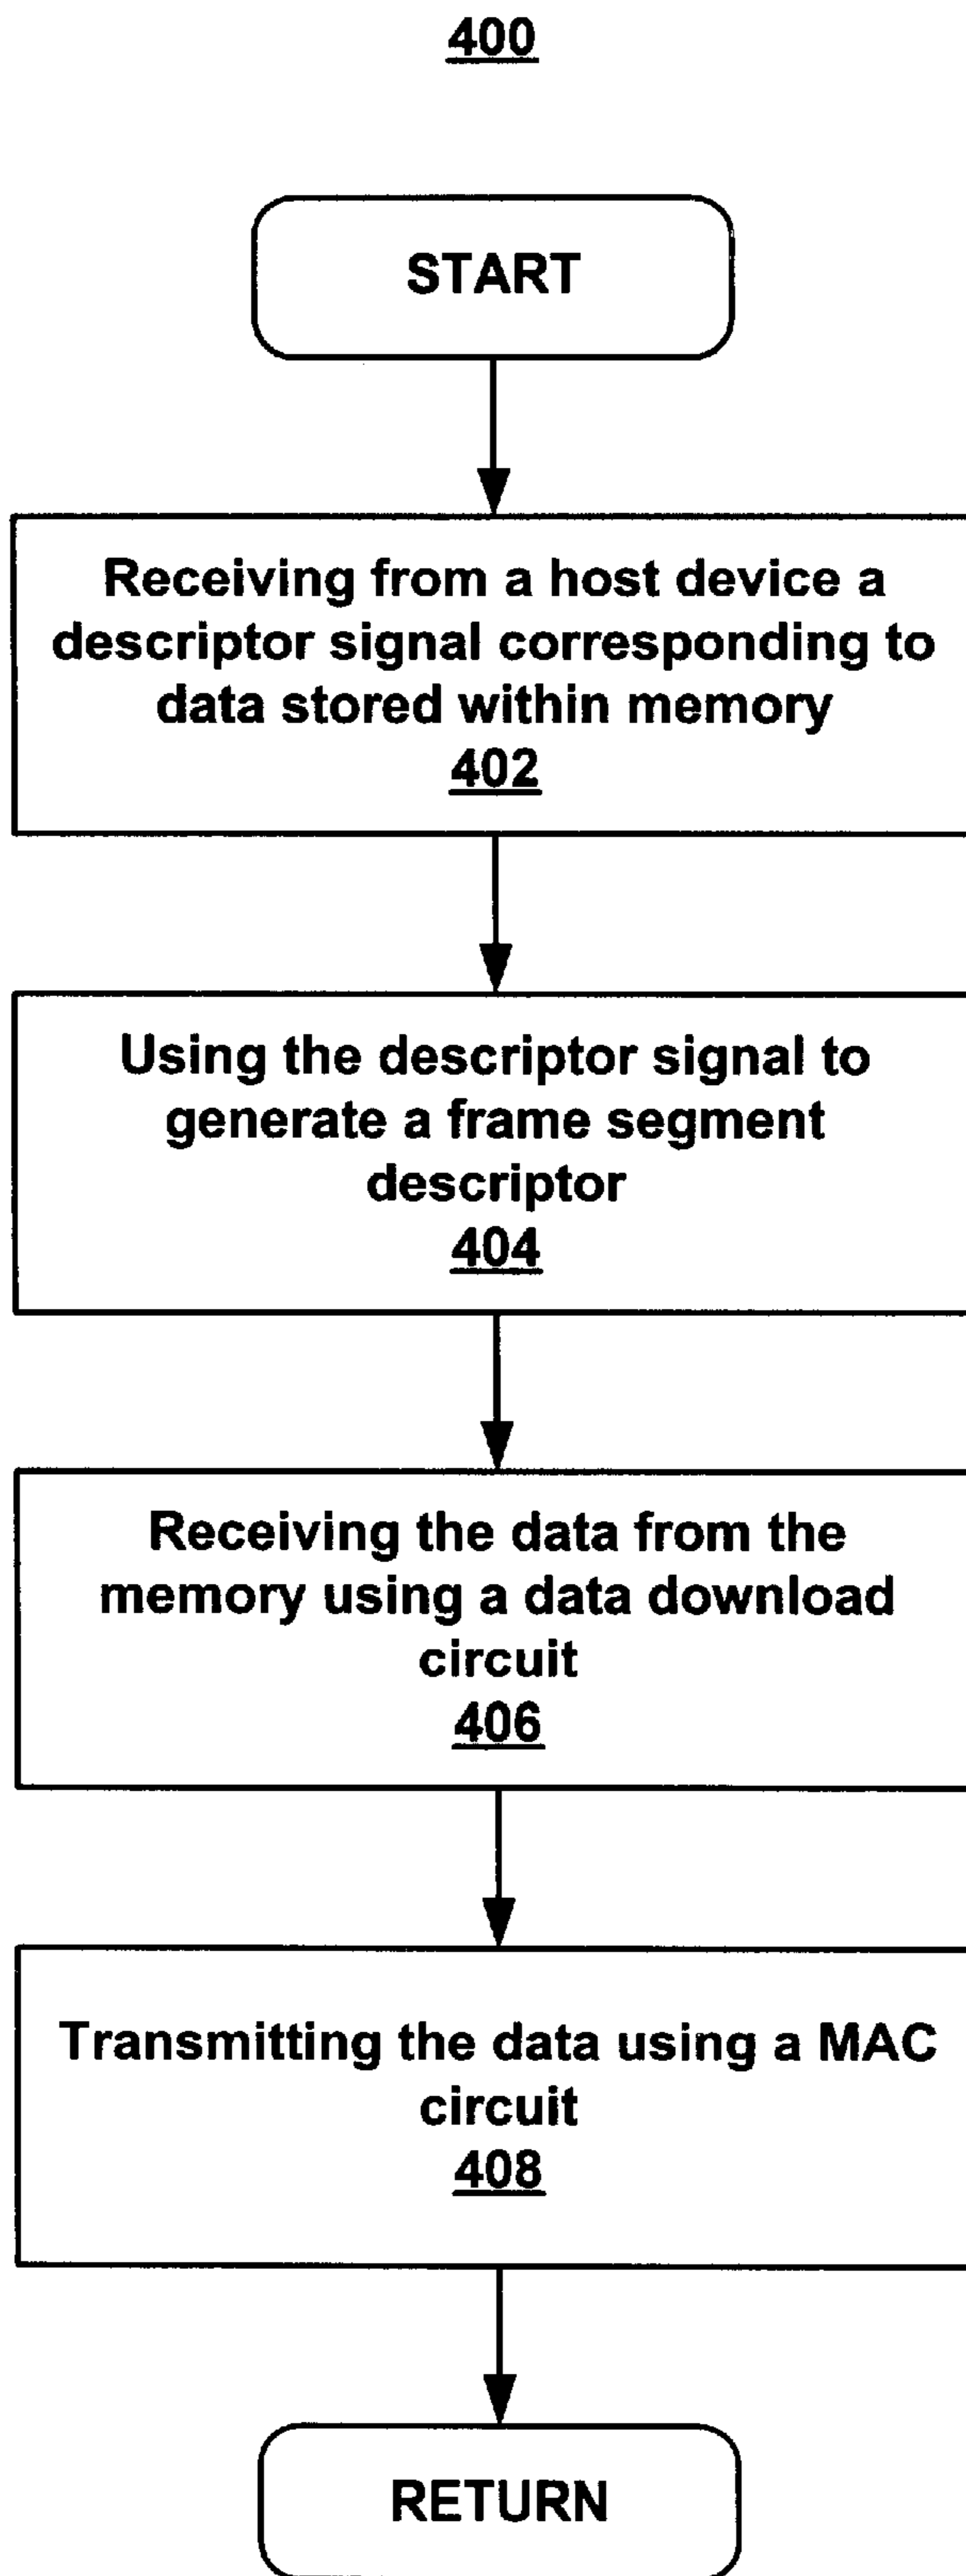 400
START
Receiving from a host device a
descriptor signal corresponding to
data stored within memory
402
Using the descriptor signal to
generate a frame segment
descriptor
404
Receiving the data from the
memory using a data download
circuit
406
Transmitting the data using a MAC
circuit
408
RETURN